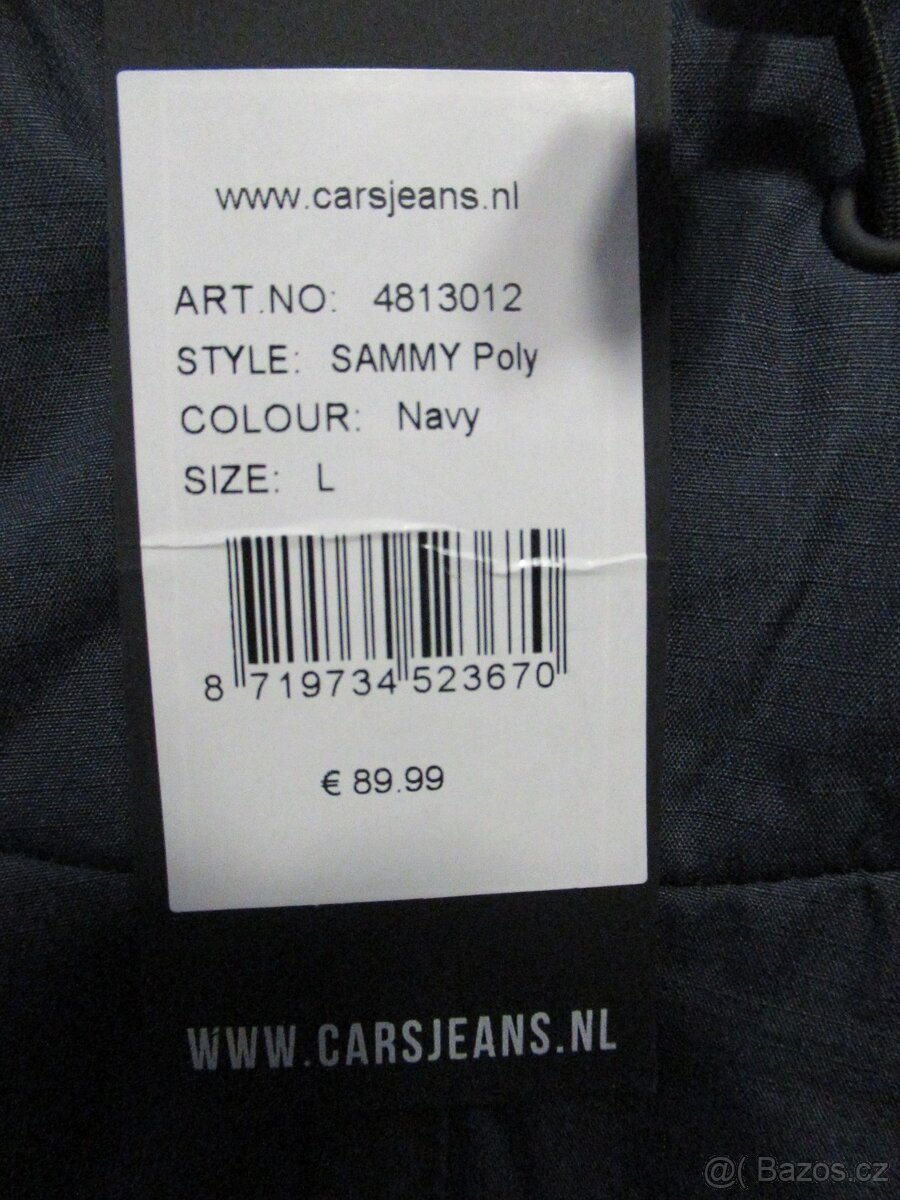 www.carsjeans.nl
ART.NO: 4813012
STYLE: SAMMY Poly
COLOUR: Navy
SIZE: L
8 719734 523670
€ 89.99
WWW.CARSJEANS.NL
@( Bazos.cz